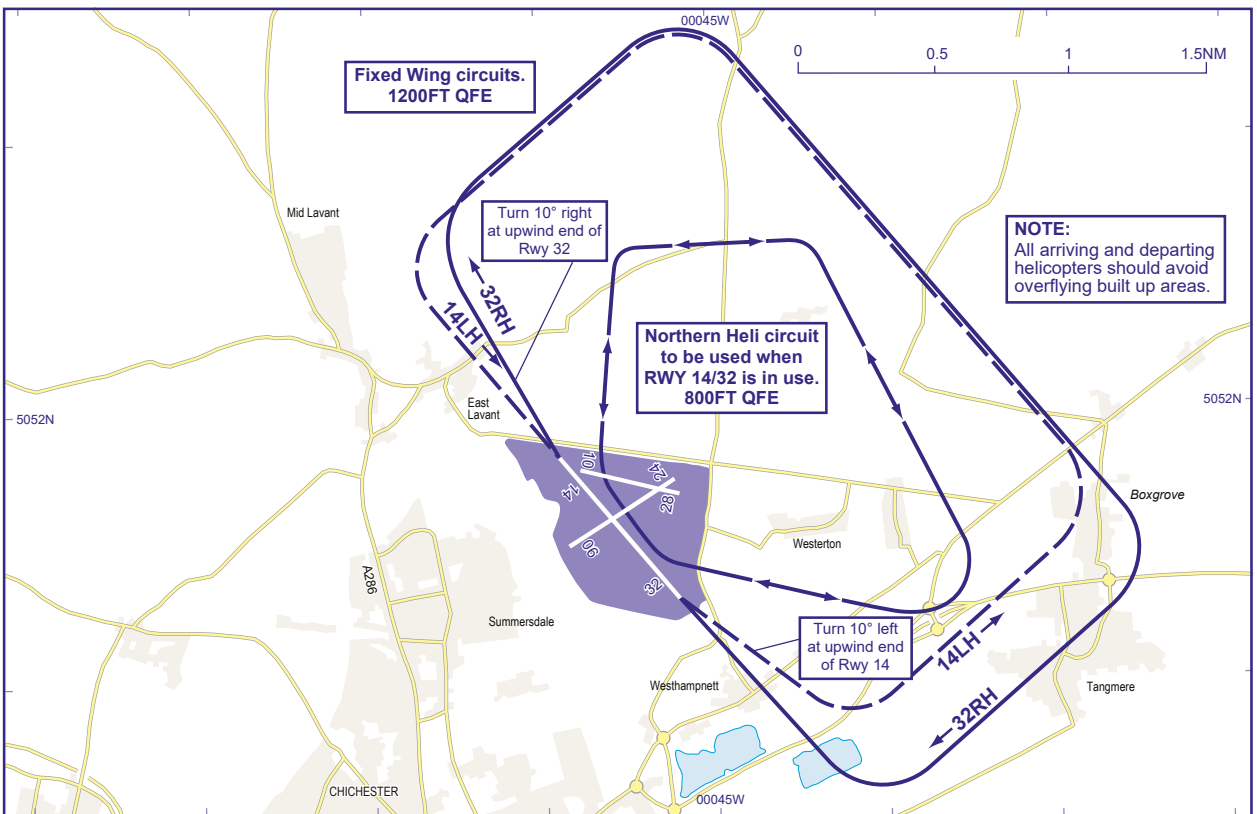 00045W
0
0.5
1
1.5NM
Fixed Wing circuits.
1200FT QFE
Mid Lavant
Turn 10° right
at upwind end of
Rwy 32
NOTE:
All arriving and departing
helicopters should avoid
overflying built up areas.
32RH
14LH
Northern Heli circuit
to be used when
RWY 14/32 is in use.
800FT QFE
East
Lavant
5052N
5052N
10
24
14
28
06
32
Boxgrove
Westerton
A286
Summersdale
Turn 10° left
at upwind end
of Rwy 14
14LH
Westhampnett
Tangmere
32RH
CHICHESTER
00045W